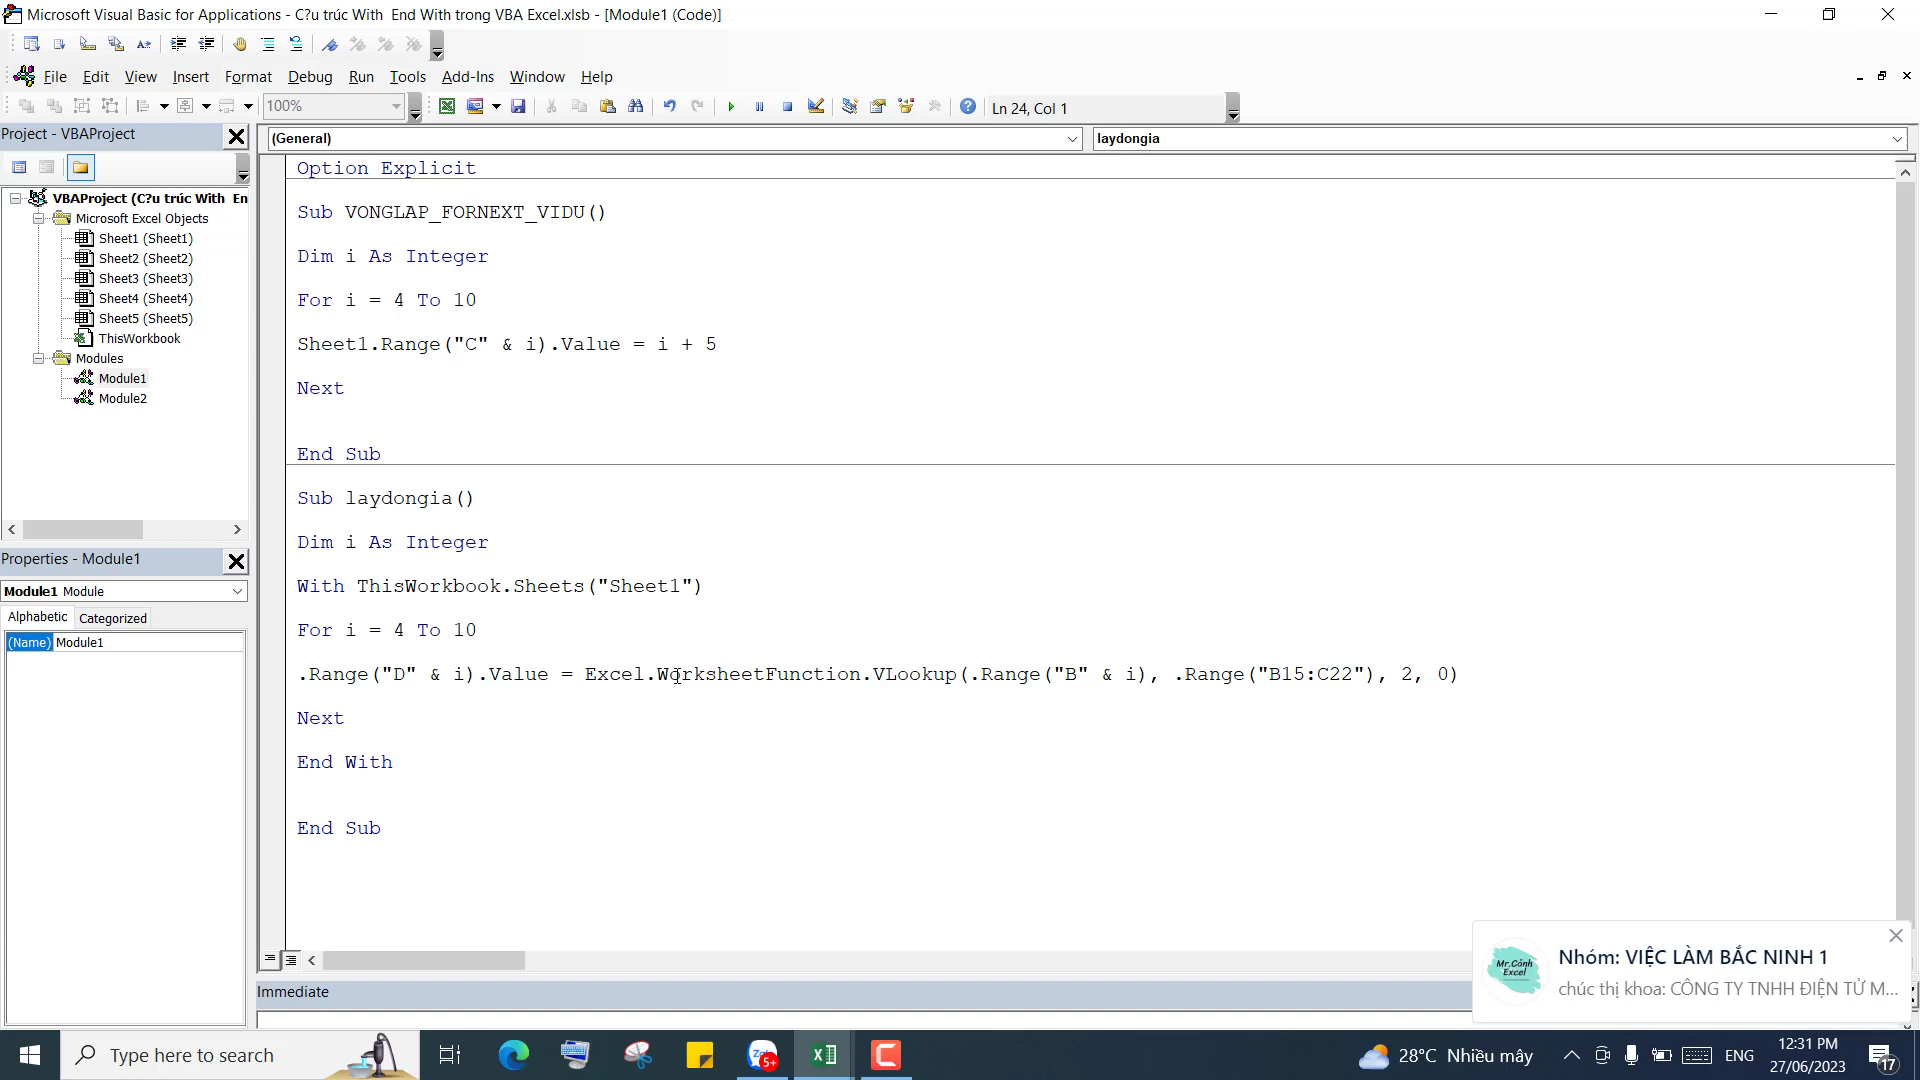 Microsoft Visual Basic for Applications - C?u trúc With End With trong VBA Excel.xlsb - [Module1 (Code)]
File Edit View Insert Format Debug Run Tools Add-Ins Window Help
100%
Ln 24, Col 1
Project - VBAProject
(General)
laydongia
VBAProject (C?u trúc With En
Microsoft Excel Objects
Sheet1 (Sheet1)
Sheet2 (Sheet2)
Sheet3 (Sheet3)
Sheet4 (Sheet4)
Sheet5 (Sheet5)
ThisWorkbook
Modules
Module1
Module2
Properties - Module1
Module1 Module
Alphabetic Categorized
(Name) Module1
Option Explicit
Sub VONGLAP_FORNEXT_VIDU()
Dim i As Integer
For i = 4 To 10
Sheet1.Range("C" & i).Value = i + 5
Next
End Sub
Sub laydongia()
Dim i As Integer
With ThisWorkbook.Sheets("Sheet1")
For i = 4 To 10
.Range("D" & i).Value = Excel.WorksheetFunction.VLookup(.Range("B" & i), .Range("B15:C22"), 2, 0)
Next
End With
End Sub
Immediate
Mr.Cảnh
Excel
Nhóm: VIỆC LÀM BẮC NINH 1
chúc thị khoa: CÔNG TY TNHH ĐIỆN TỬ M...
Type here to search
5+
28°C Nhiều mây
ENG
12:31 PM
27/06/2023
17